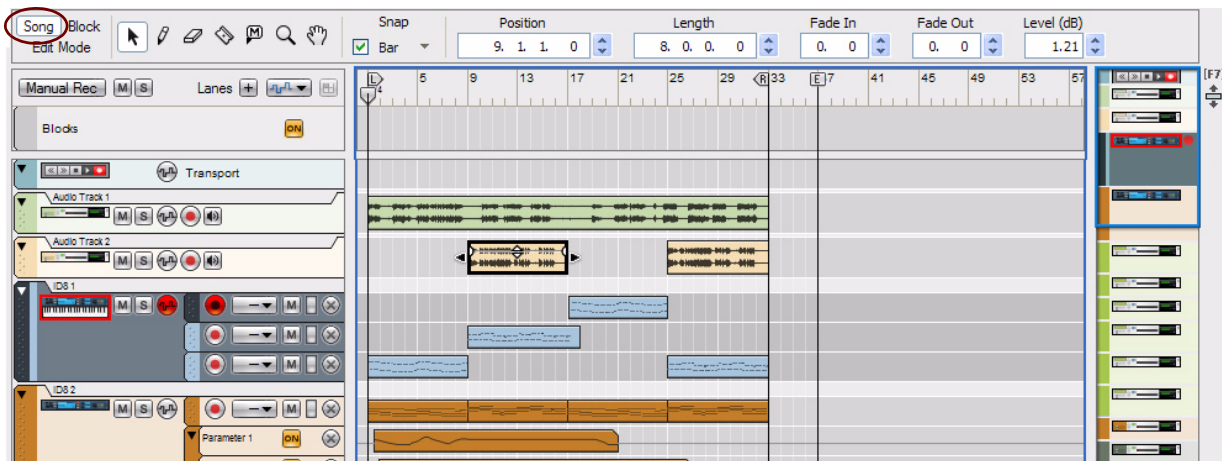 Song Block
Edit Mode
M
Snap
Bar
Position
9. 1. 1. 0
Length
8. 0. 0. 0
Fade In
0. 0
Fade Out
0. 0
Level (dB)
1.21
Manual Rec M S Lanes +
L 5 9 13 17 21 25 29 R 33 E 7 41 45 49 53 57
4
[F7
Blocks ON
Transport
Audio Track 1
M S
Audio Track 2
M S
ID8 1
M S M
M
M
ID8 2
M S M
Parameter 1 ON